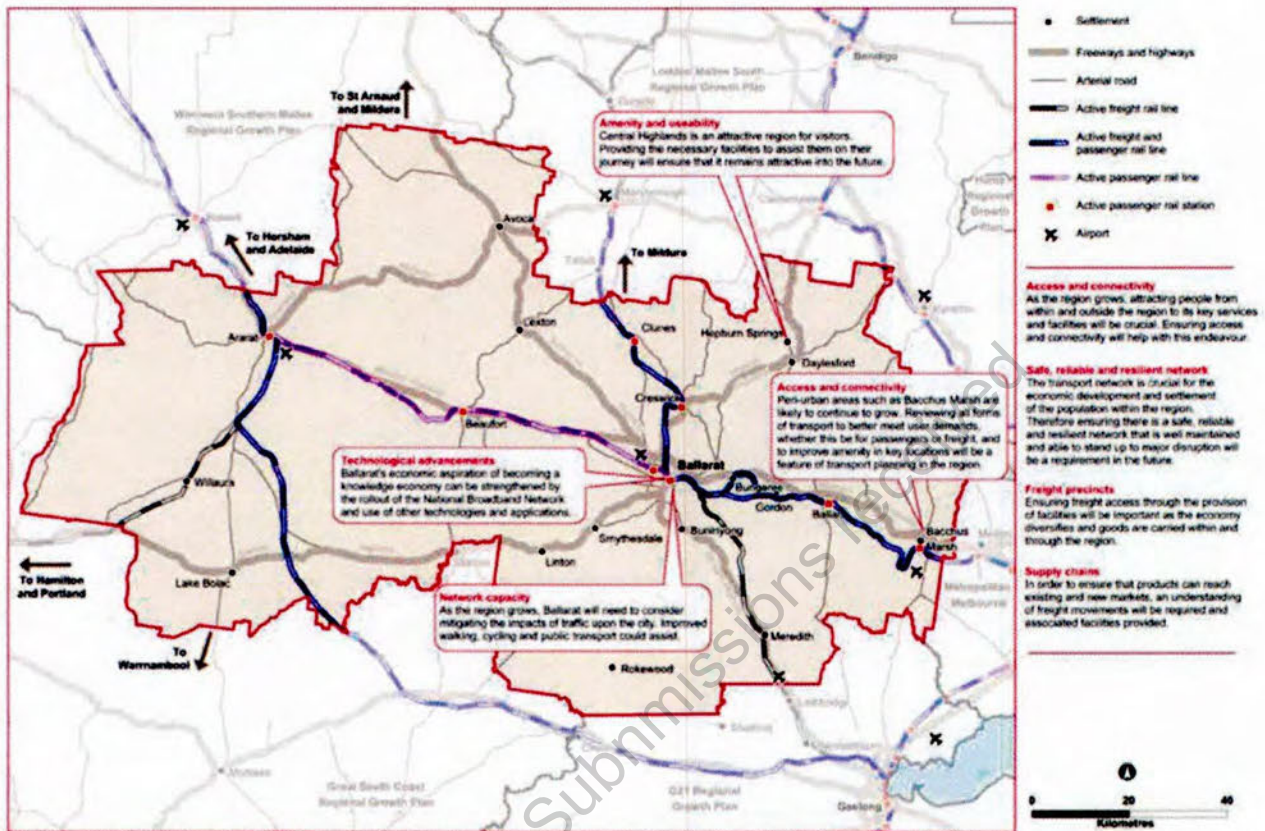 To St Arnaud
and Mildura
Wimmera Southern Mallee
Regional Growth Plan
Loddon Mallee South
Regional Growth Plan
Bendigo
Amenity and useability
Central Highlands is an attractive region for visitors.
Providing the necessary facilities to assist them on their
journey will ensure that it remains attractive into the future.
To Horsham
and Adelaide
Avoca
To Mildura
Ararat
Lexton
Clunes
Hepburn Springs
Daylesford
Creswick
Beaufort
Access and connectivity
Peri-urban areas such as Bacchus Marsh are
likely to continue to grow. Reviewing all forms
of transport to better meet user demands,
whether this be for passengers or freight, and
to improve amenity in key locations will be a
feature of transport planning in the region.
Technological advancements
Ballarat's economic aspiration of becoming a
knowledge economy can be strengthened by
the rollout of the National Broadband Network
and use of other technologies and applications.
Ballarat
Willaura
Bungaree
Gordon
Ballan
Bacchus
Marsh
Smythesdale
Buninyong
Linton
To Hamilton
and Portland
Lake Bolac
Metropolitan
Melbourne
Network capacity
As the region grows, Ballarat will need to consider
mitigating the impacts of traffic upon the city. Improved
walking, cycling and public transport could assist.
To
Warrnambool
Meredith
Rokewood
Lethbridge
Great South Coast
Regional Growth Plan
G21 Regional
Growth Plan
Geelong
Settlement
Freeways and highways
Arterial road
Active freight rail line
Active freight and
passenger rail line
Active passenger rail line
Active passenger rail station
Airport
Access and connectivity
As the region grows, attracting people from
within and outside the region to its key services
and facilities will be crucial. Ensuring access
and connectivity will help with this endeavour.
Safe, reliable and resilient network
The transport network is crucial for the
economic development and settlement
of the population within the region.
Therefore ensuring there is a safe, reliable
and resilient network that is well maintained
and able to stand up to major disruption will
be a requirement in the future.
Freight precincts
Ensuring freight access through the provision
of facilities will be important as the economy
diversifies and goods are carried within and
through the region.
Supply chains
In order to ensure that products can reach
existing and new markets, an understanding
of freight movements will be required and
associated facilities provided.
0 20 40
Kilometres